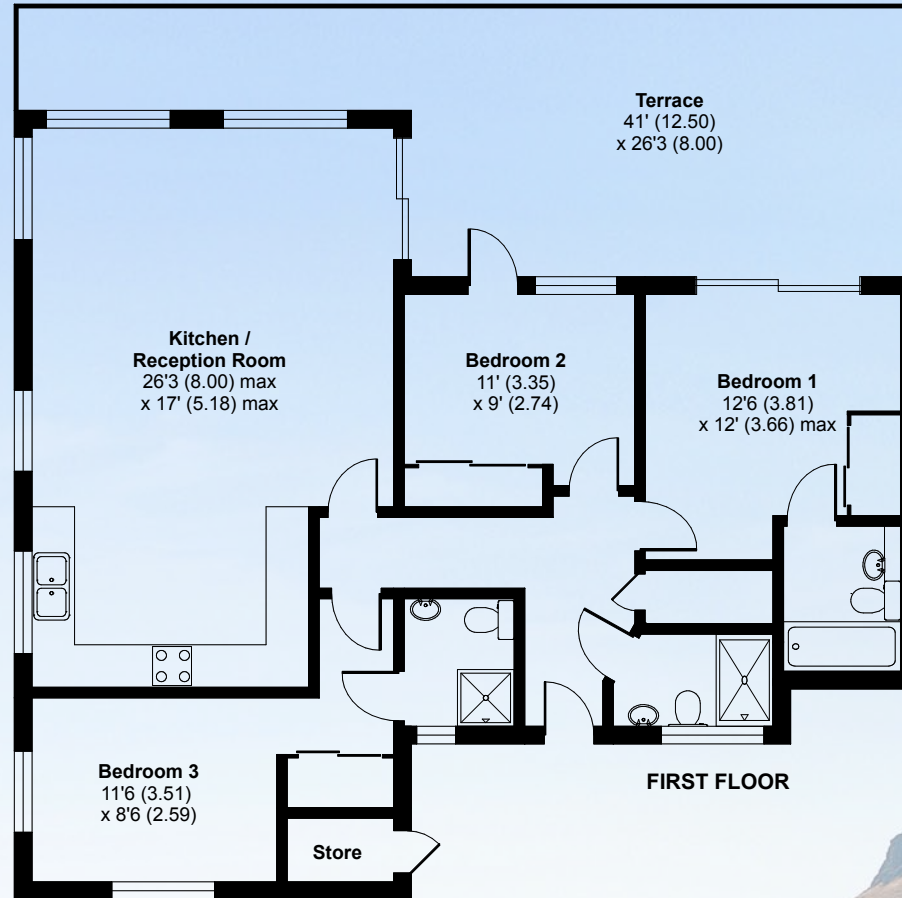 Terrace
41' (12.50)
x 26'3 (8.00)
Kitchen /
Reception Room
26'3 (8.00) max
x 17' (5.18) max
Bedroom 2
11' (3.35)
x 9' (2.74)
Bedroom 1
12'6 (3.81)
x 12' (3.66) max
Bedroom 3
11'6 (3.51)
x 8'6 (2.59)
Store
FIRST FLOOR